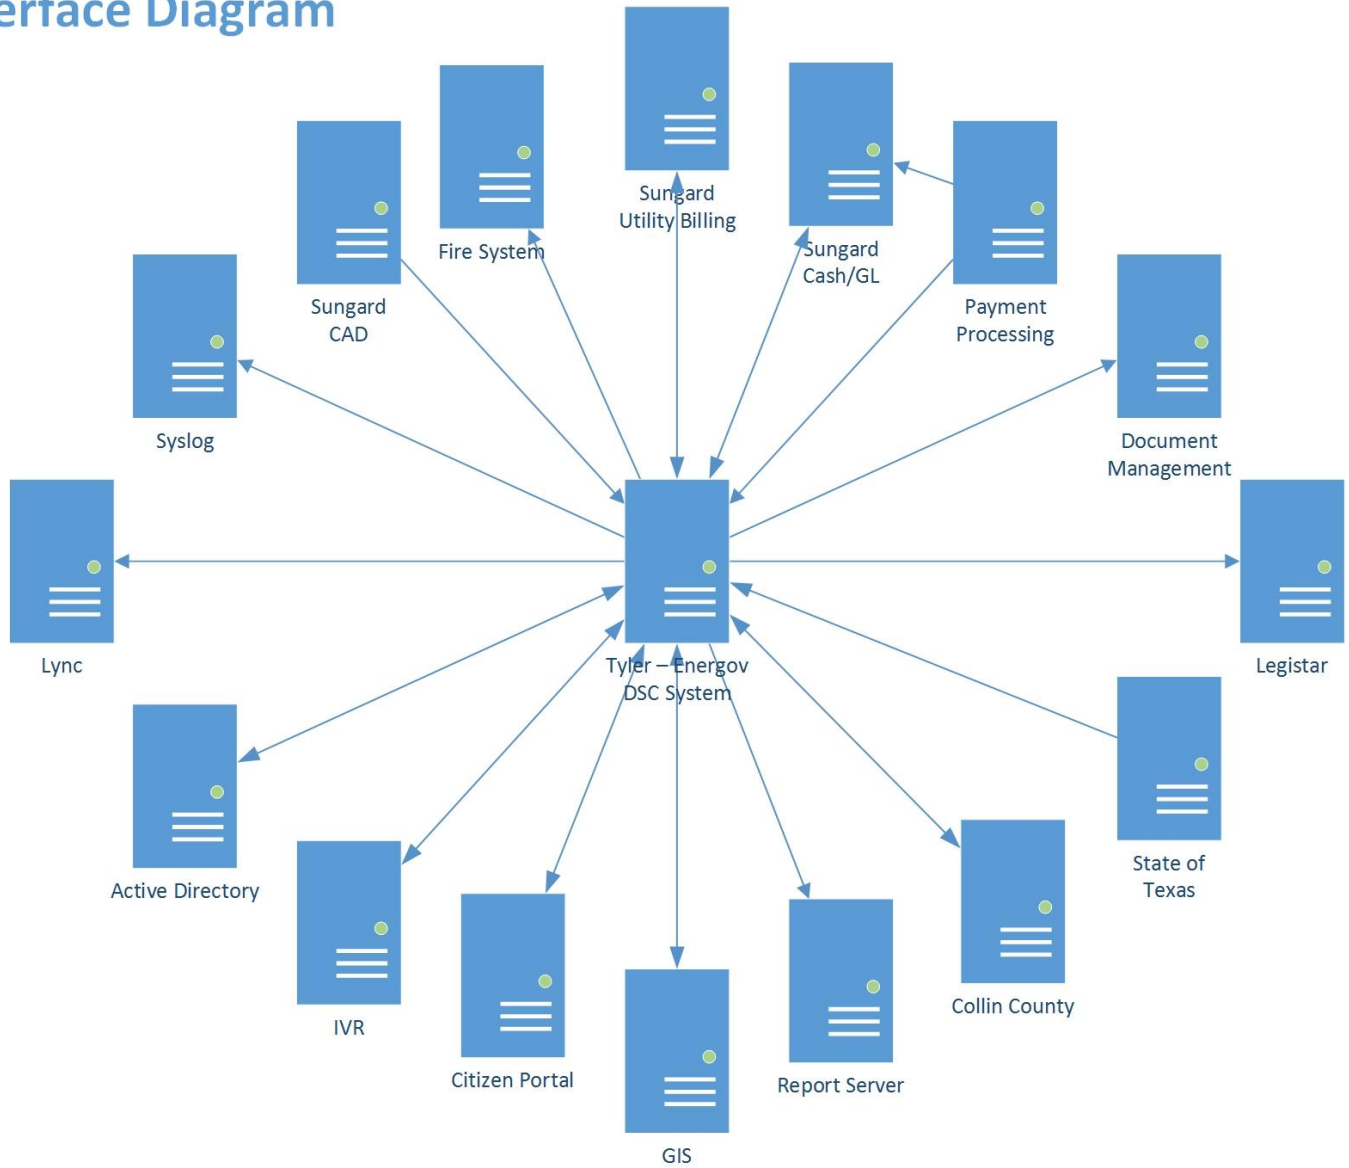 erface Diagram
Sungard
Utility Billing
Fire System
Sungard
Cash/GL
Sungard
CAD
Payment
Processing
Syslog
Document
Management
Lync
Tyler – Energov
DSC System
Legistar
Active Directory
State of
Texas
IVR
Collin County
Citizen Portal
Report Server
GIS